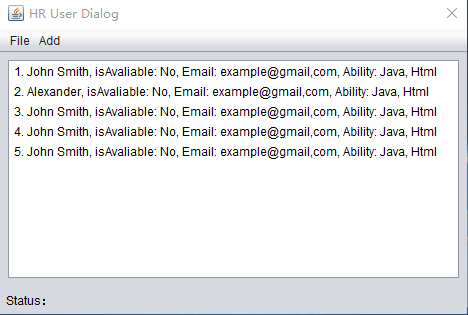 HR User Dialog
File Add
1. John Smith, isAvaliable: No, Email: example@gmail,com, Ability: Java, Html
2. Alexander, isAvaliable: No, Email: example@gmail,com, Ability: Java, Html
3. John Smith, isAvaliable: No, Email: example@gmail,com, Ability: Java, Html
4. John Smith, isAvaliable: No, Email: example@gmail,com, Ability: Java, Html
5. John Smith, isAvaliable: No, Email: example@gmail,com, Ability: Java, Html
Status：